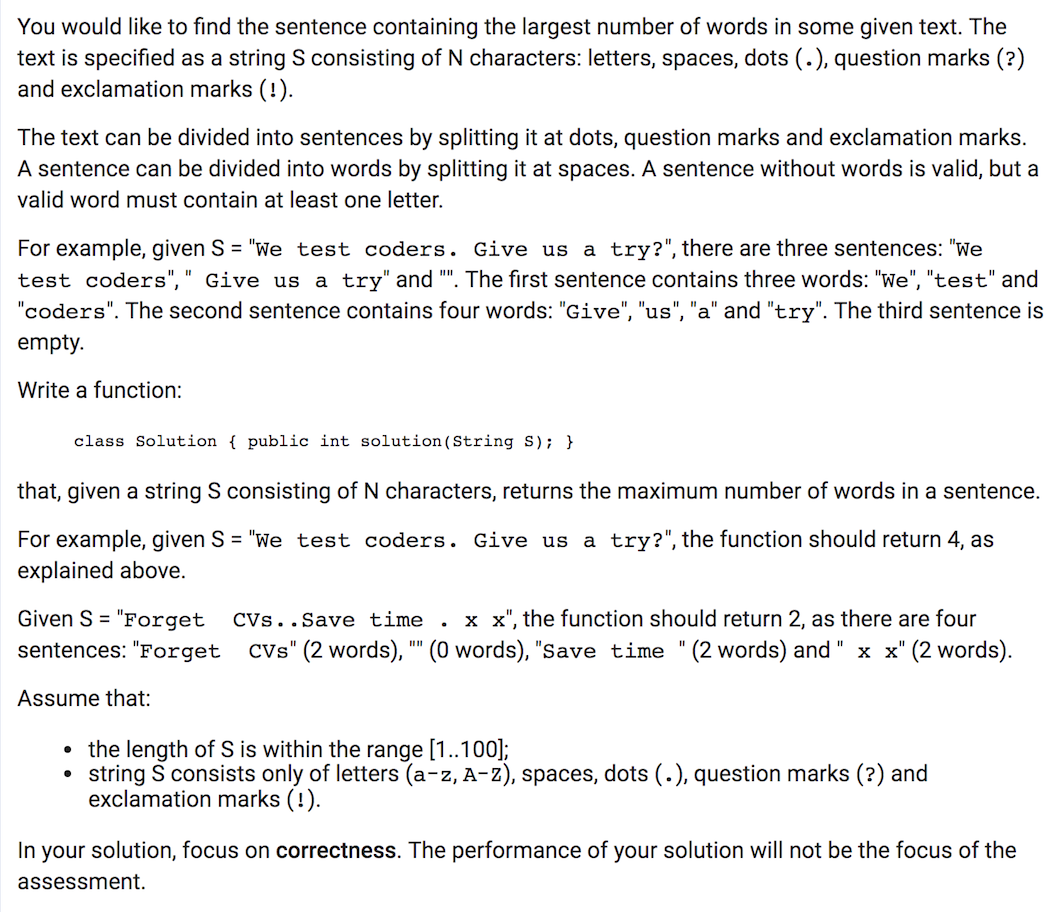 You would like to find the sentence containing the largest number of words in some given text. The
text is specified as a string S consisting of N characters: letters, spaces, dots (.), question marks (?)
and exclamation marks (!).
The text can be divided into sentences by splitting it at dots, question marks and exclamation marks.
A sentence can be divided into words by splitting it at spaces. A sentence without words is valid, but a
valid word must contain at least one letter.
For example, given S = "We test coders. Give us a try?", there are three sentences: "We
test coders", " Give us a try" and "". The first sentence contains three words: "We", "test" and
"coders". The second sentence contains four words: "Give", "us", "a" and "try". The third sentence is
empty.
Write a function:
class Solution { public int solution(String S); }
that, given a string S consisting of N characters, returns the maximum number of words in a sentence.
For example, given S = "We test coders. Give us a try?", the function should return 4, as
explained above.
Given S = "Forget  CVs..Save time . x x", the function should return 2, as there are four
sentences: "Forget  CVs" (2 words), "" (0 words), "Save time " (2 words) and " x x" (2 words).
Assume that:
• the length of S is within the range [1..100];
• string S consists only of letters (a-z, A-Z), spaces, dots (.), question marks (?) and
exclamation marks (!).
In your solution, focus on correctness. The performance of your solution will not be the focus of the
assessment.